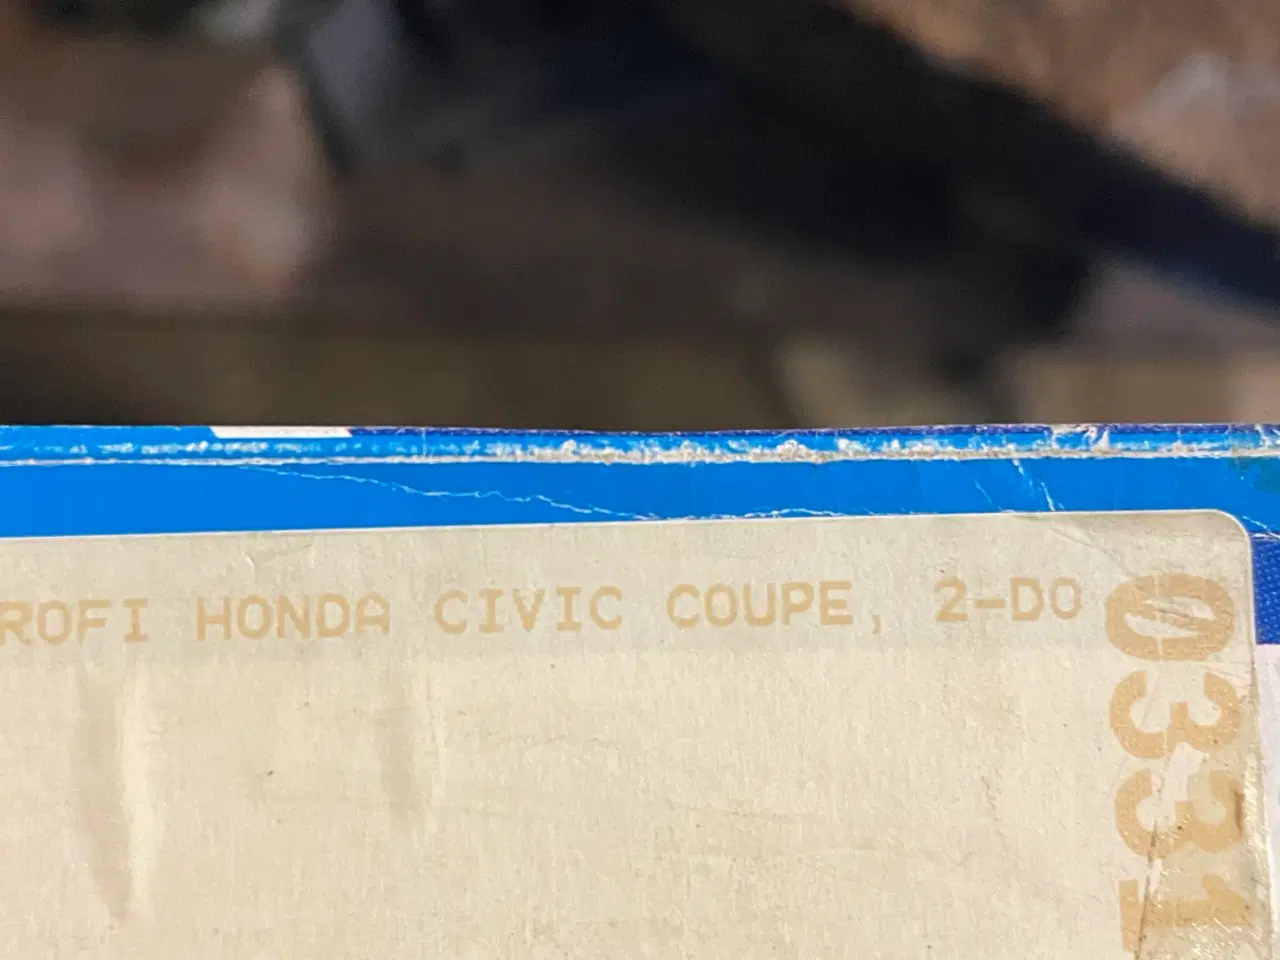 ROFI HONDA CIVIC COUPE, 2-DO
0331